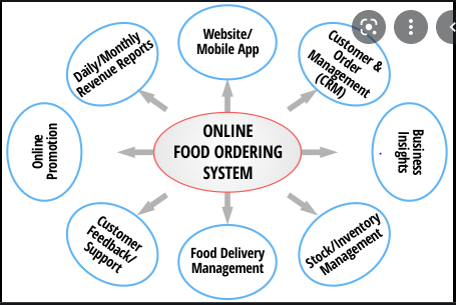 Website/
Mobile App
Customer &
Order
Management
(CRM)
Business
Insights
Stock/Inventory
Management
Food Delivery
Management
Customer
Feedback/
Support
Online
Promotion
Daily/Monthly
Revenue Reports
ONLINE
FOOD ORDERING
SYSTEM